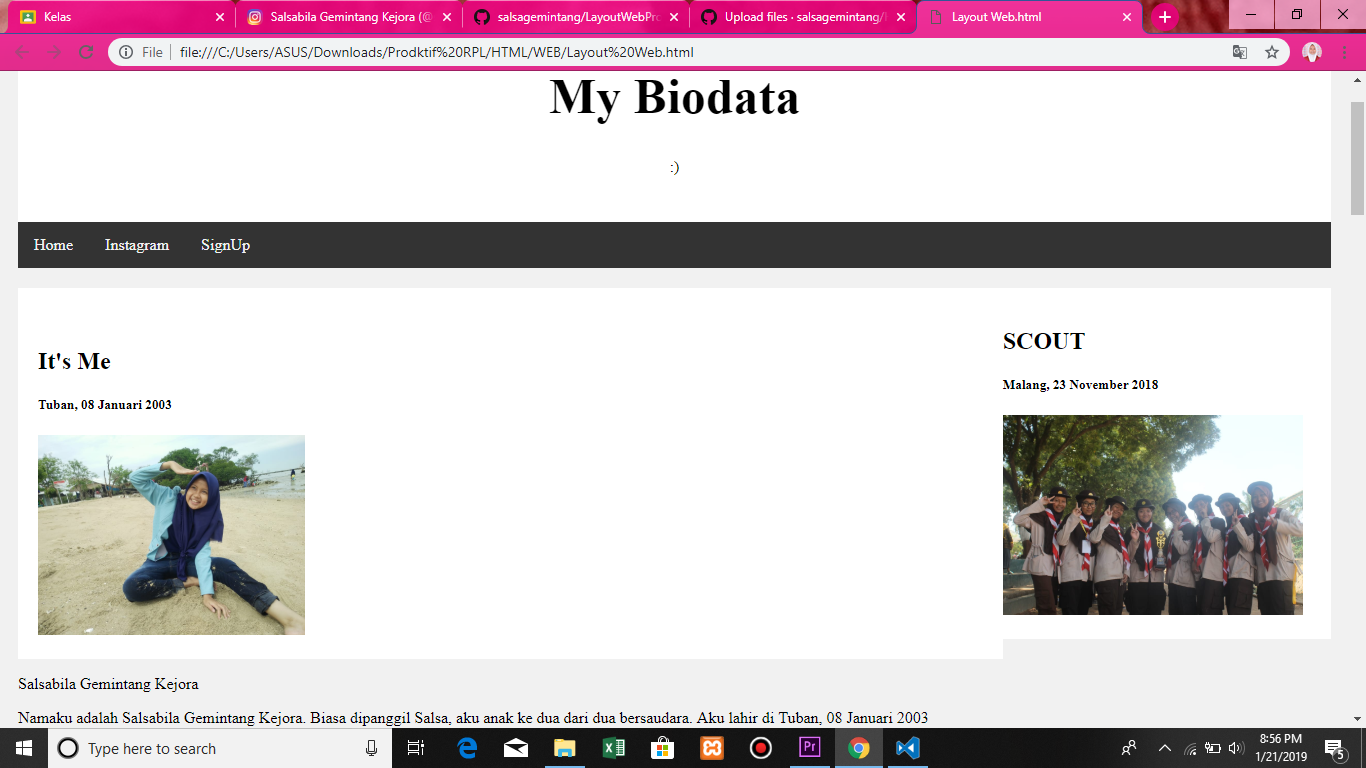 Kelas
Salsabila Gemintang Kejora (@
salsagemintang/LayoutWebPro
Upload files · salsagemintang/
Layout Web.html
File
file:///C:/Users/ASUS/Downloads/Prodktif%20RPL/HTML/WEB/Layout%20Web.html
My Biodata
:)
Home Instagram SignUp
It's Me
Tuban, 08 Januari 2003
SCOUT
Malang, 23 November 2018
Salsabila Gemintang Kejora
Namaku adalah Salsabila Gemintang Kejora. Biasa dipanggil Salsa, aku anak ke dua dari dua bersaudara. Aku lahir di Tuban, 08 Januari 2003
Type here to search
Pr
8:56 PM
1/21/2019
5